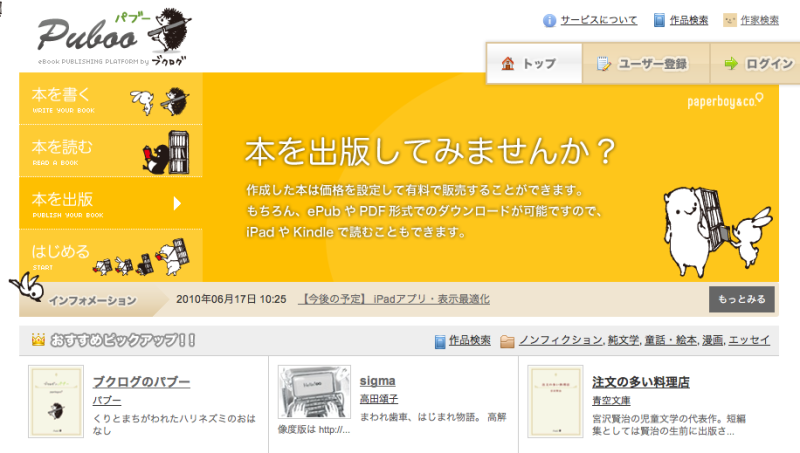 パブー
Puboo
eBook PUBLISHING PLATFORM by ブクログ
サービスについて 作品検索 作家検索
トップ ユーザー登録 ログイン
本を書く
WRITE YOUR BOOK
本を読む
READ A BOOK
本を出版
PUBLISH YOUR BOOK
はじめる
START
paperboy&co.
本を出版してみませんか？
作成した本は価格を設定して有料で販売することができます。
もちろん、ePub や PDF 形式でのダウンロードが可能ですので、
iPad や Kindle で読むこともできます。
インフォメーション 2010年06月17日 10:25 【今後の予定】 iPadアプリ・表示最適化 もっとみる
おすすめピックアップ！！ 作品検索 ノンフィクション, 純文学, 童話・絵本, 漫画, エッセイ
ブクログのパブー
パブー
くりとまちがわれたハリネズミのおは
なし
sigma
高田頌子
まわれ歯車、はじまれ物語。 高解
像度版は http://...
注文の多い料理店
青空文庫
宮沢賢治の児童文学の代表作。短編
集としては賢治の生前に出版さ...